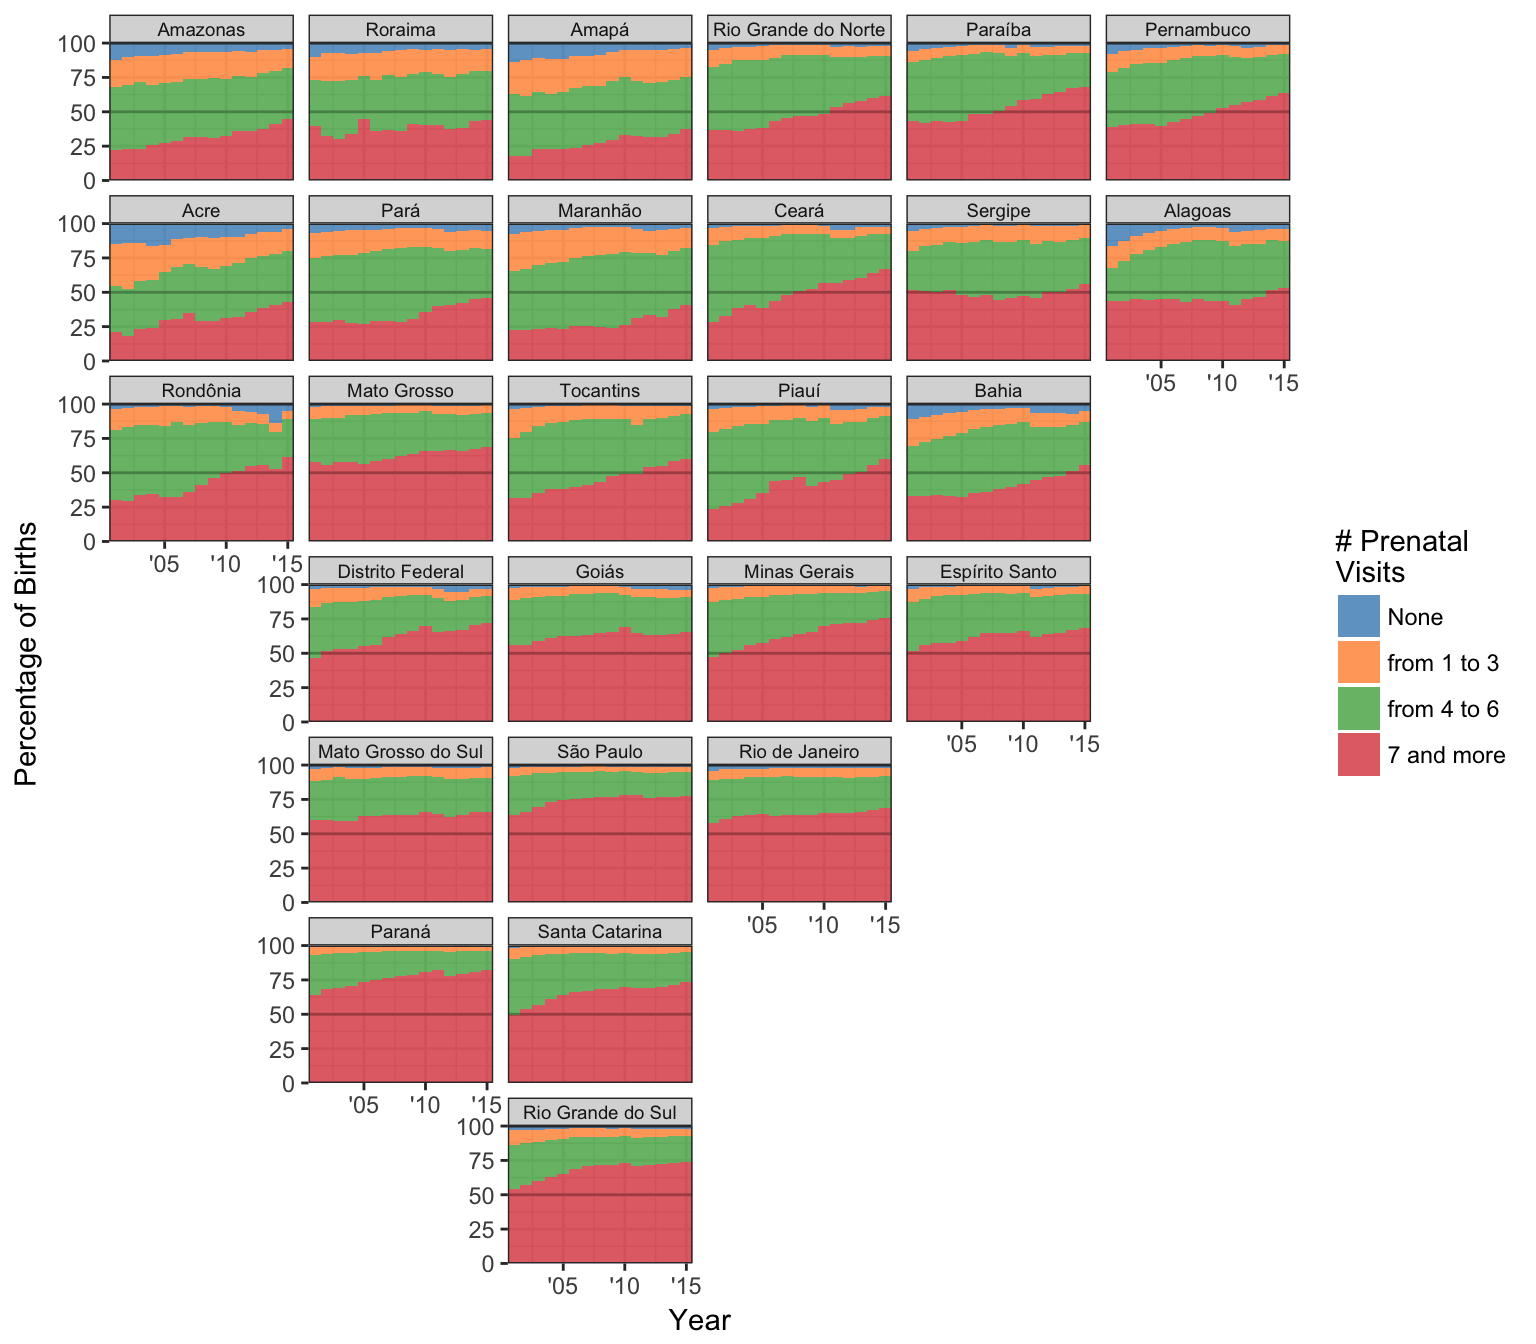 Amazonas Roraima Amapá Rio Grande do Norte Paraíba Pernambuco
100
75
50
25
0
Acre Pará Maranhão Ceará Sergipe Alagoas
100
75
50
25
0
'05 '10 '15
Rondônia Mato Grosso Tocantins Piauí Bahia
100
75
50
25
0
'05 '10 '15
Distrito Federal Goiás Minas Gerais Espírito Santo
100
75
50
25
0
'05 '10 '15
Mato Grosso do Sul São Paulo Rio de Janeiro
100
75
50
25
0
'05 '10 '15
Paraná Santa Catarina
100
75
50
25
0
'05 '10 '15
Rio Grande do Sul
100
75
50
25
0
'05 '10 '15
Year
Percentage of Births
# Prenatal
Visits
None
from 1 to 3
from 4 to 6
7 and more